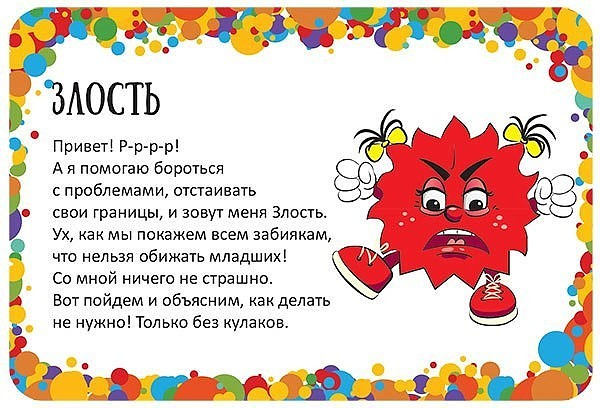 ЗЛОСТЬ
Привет! Р-р-р-р!
А я помогаю бороться
с проблемами, отстаивать
свои границы, и зовут меня Злость.
Ух, как мы покажем всем забиякам,
что нельзя обижать младших!
Со мной ничего не страшно.
Вот пойдем и объясним, как делать
не нужно! Только без кулаков.